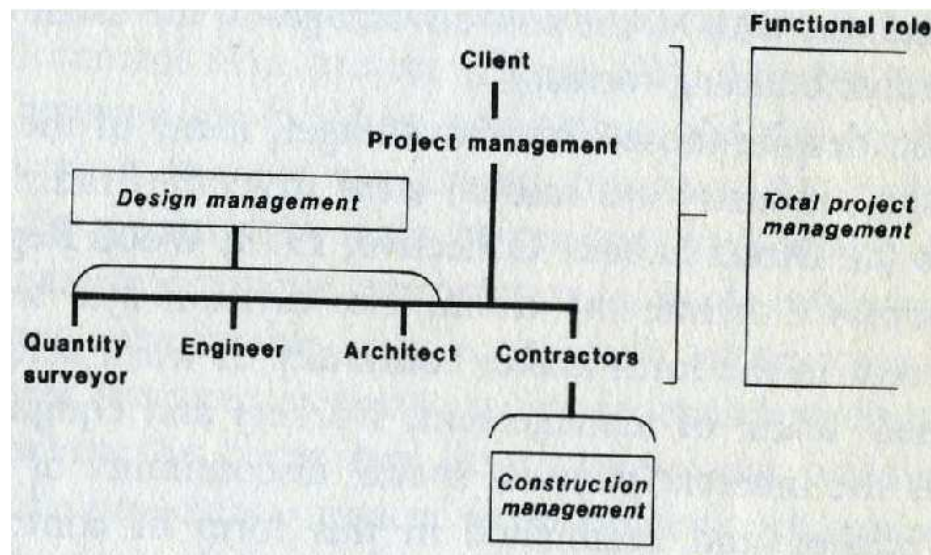 Functional role
Client
Project management
Design management
Total project
management
Quantity
surveyor
Engineer
Architect
Contractors
Construction
management